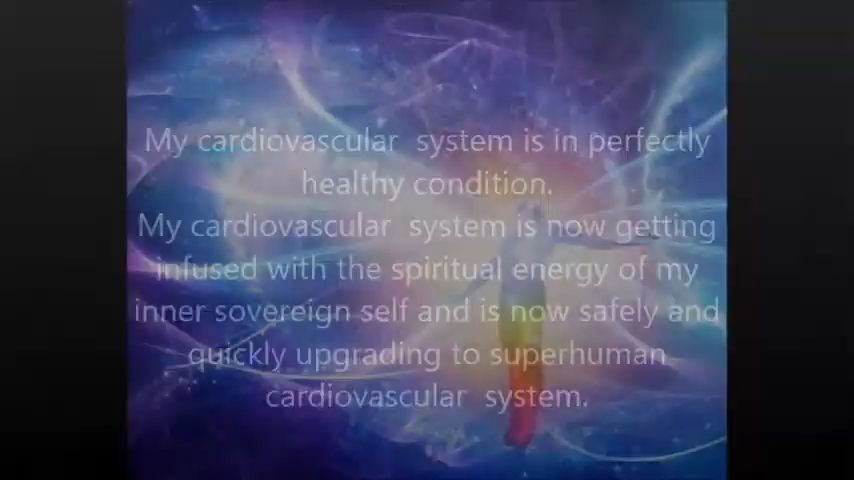 My cardiovascular  system is in perfectly
healthy condition.
My cardiovascular  system is now getting
infused with the spiritual energy of my
inner sovereign self and is now safely and
quickly upgrading to superhuman
cardiovascular  system.